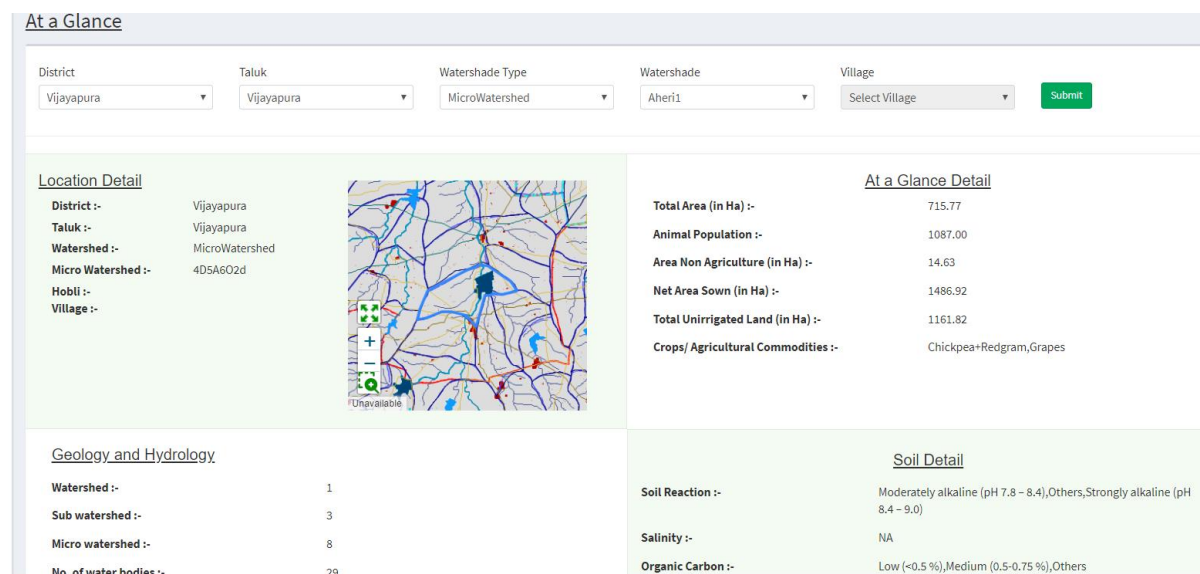 At a Glance
District Taluk Watershade Type Watershade Village
Vijayapura Vijayapura MicroWatershed Aheri1 Select Village Submit
Location Detail
District :- Vijayapura
Taluk :- Vijayapura
Watershed :- MicroWatershed
Micro Watershed :- 4D5A6O2d
Hobli :-
Village :-
Unavailable
At a Glance Detail
Total Area (in Ha) :- 715.77
Animal Population :- 1087.00
Area Non Agriculture (in Ha) :- 14.63
Net Area Sown (in Ha) :- 1486.92
Total Unirrigated Land (in Ha) :- 1161.82
Crops/ Agricultural Commodities :- Chickpea+Redgram,Grapes
Geology and Hydrology
Watershed :- 1
Sub watershed :- 3
Micro watershed :- 8
No. of water bodies :- 29
Soil Detail
Soil Reaction :- Moderately alkaline (pH 7.8 – 8.4),Others,Strongly alkaline (pH
8.4 – 9.0)
Salinity :- NA
Organic Carbon :- Low (<0.5 %),Medium (0.5-0.75 %),Others